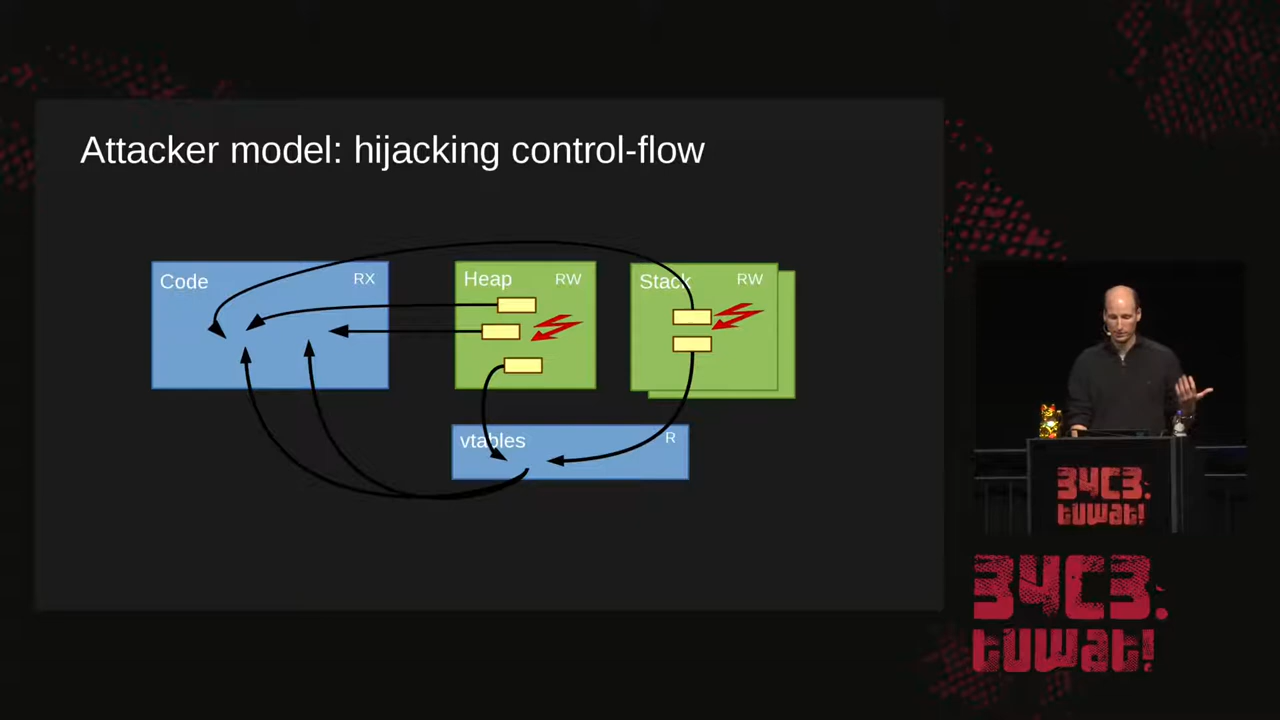 Attacker model: hijacking control-flow
Code
RX
Heap
RW
Stack
RW
vtables
R
34C3:
tuwat!
34C3.
tuwat!